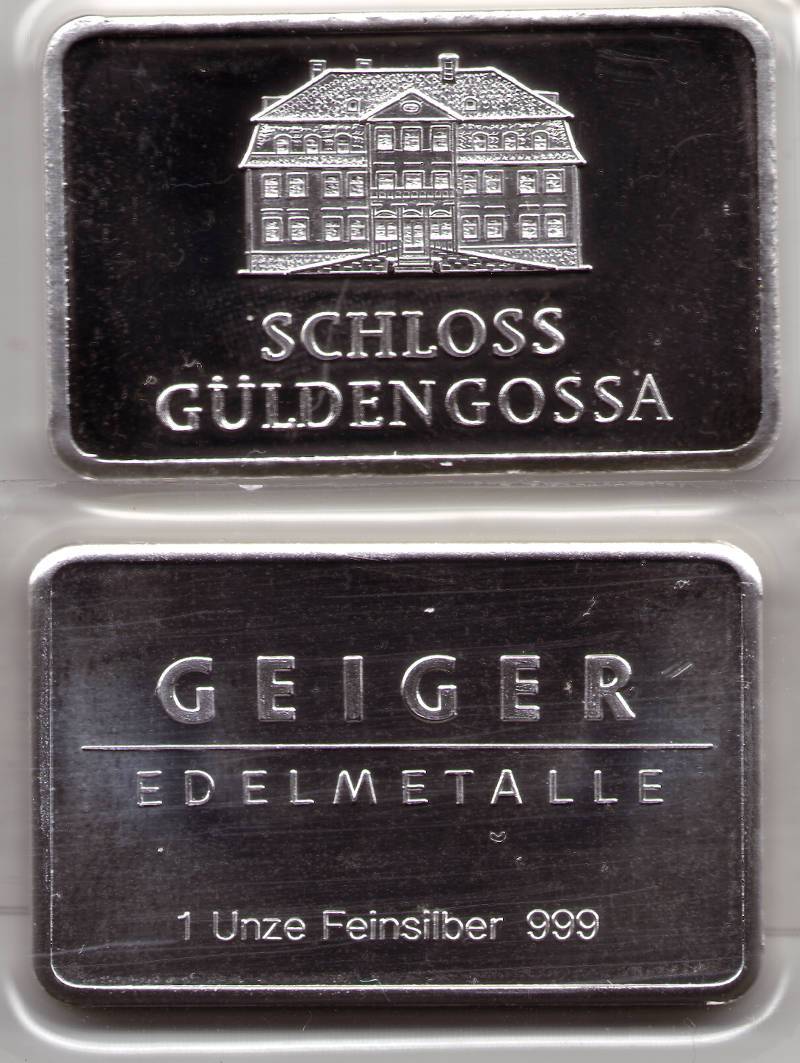 SCHLOSS
GÜLDENGOSSA
GEIGER
EDELMETALLE
1 Unze Feinsilber 999